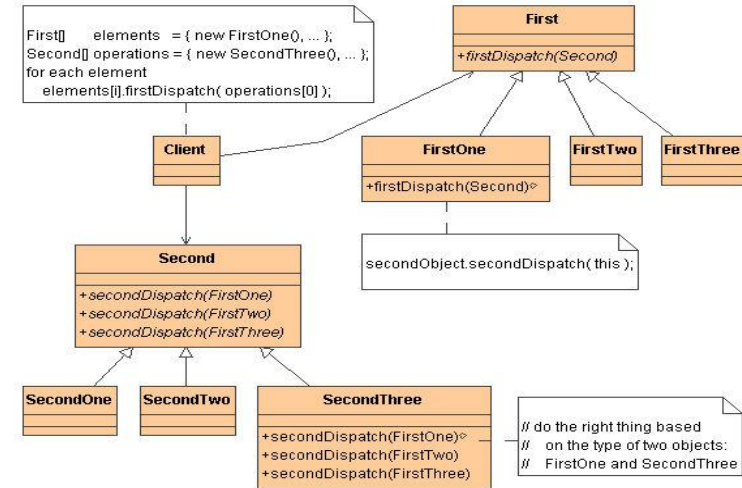 First[] elements = { new FirstOne(), ... };
Second[] operations = { new SecondThree(), ... };
for each element
elements[i].firstDispatch( operations[0] );
First
+firstDispatch(Second)
Client
FirstOne
+firstDispatch(Second)
FirstTwo
FirstThree
secondObject.secondDispatch( this );
Second
+secondDispatch(FirstOne)
+secondDispatch(FirstTwo)
+secondDispatch(FirstThree)
SecondOne
SecondTwo
SecondThree
+secondDispatch(FirstOne)
+secondDispatch(FirstTwo)
+secondDispatch(FirstThree)
// do the right thing based
// on the type of two objects:
// FirstOne and SecondThree